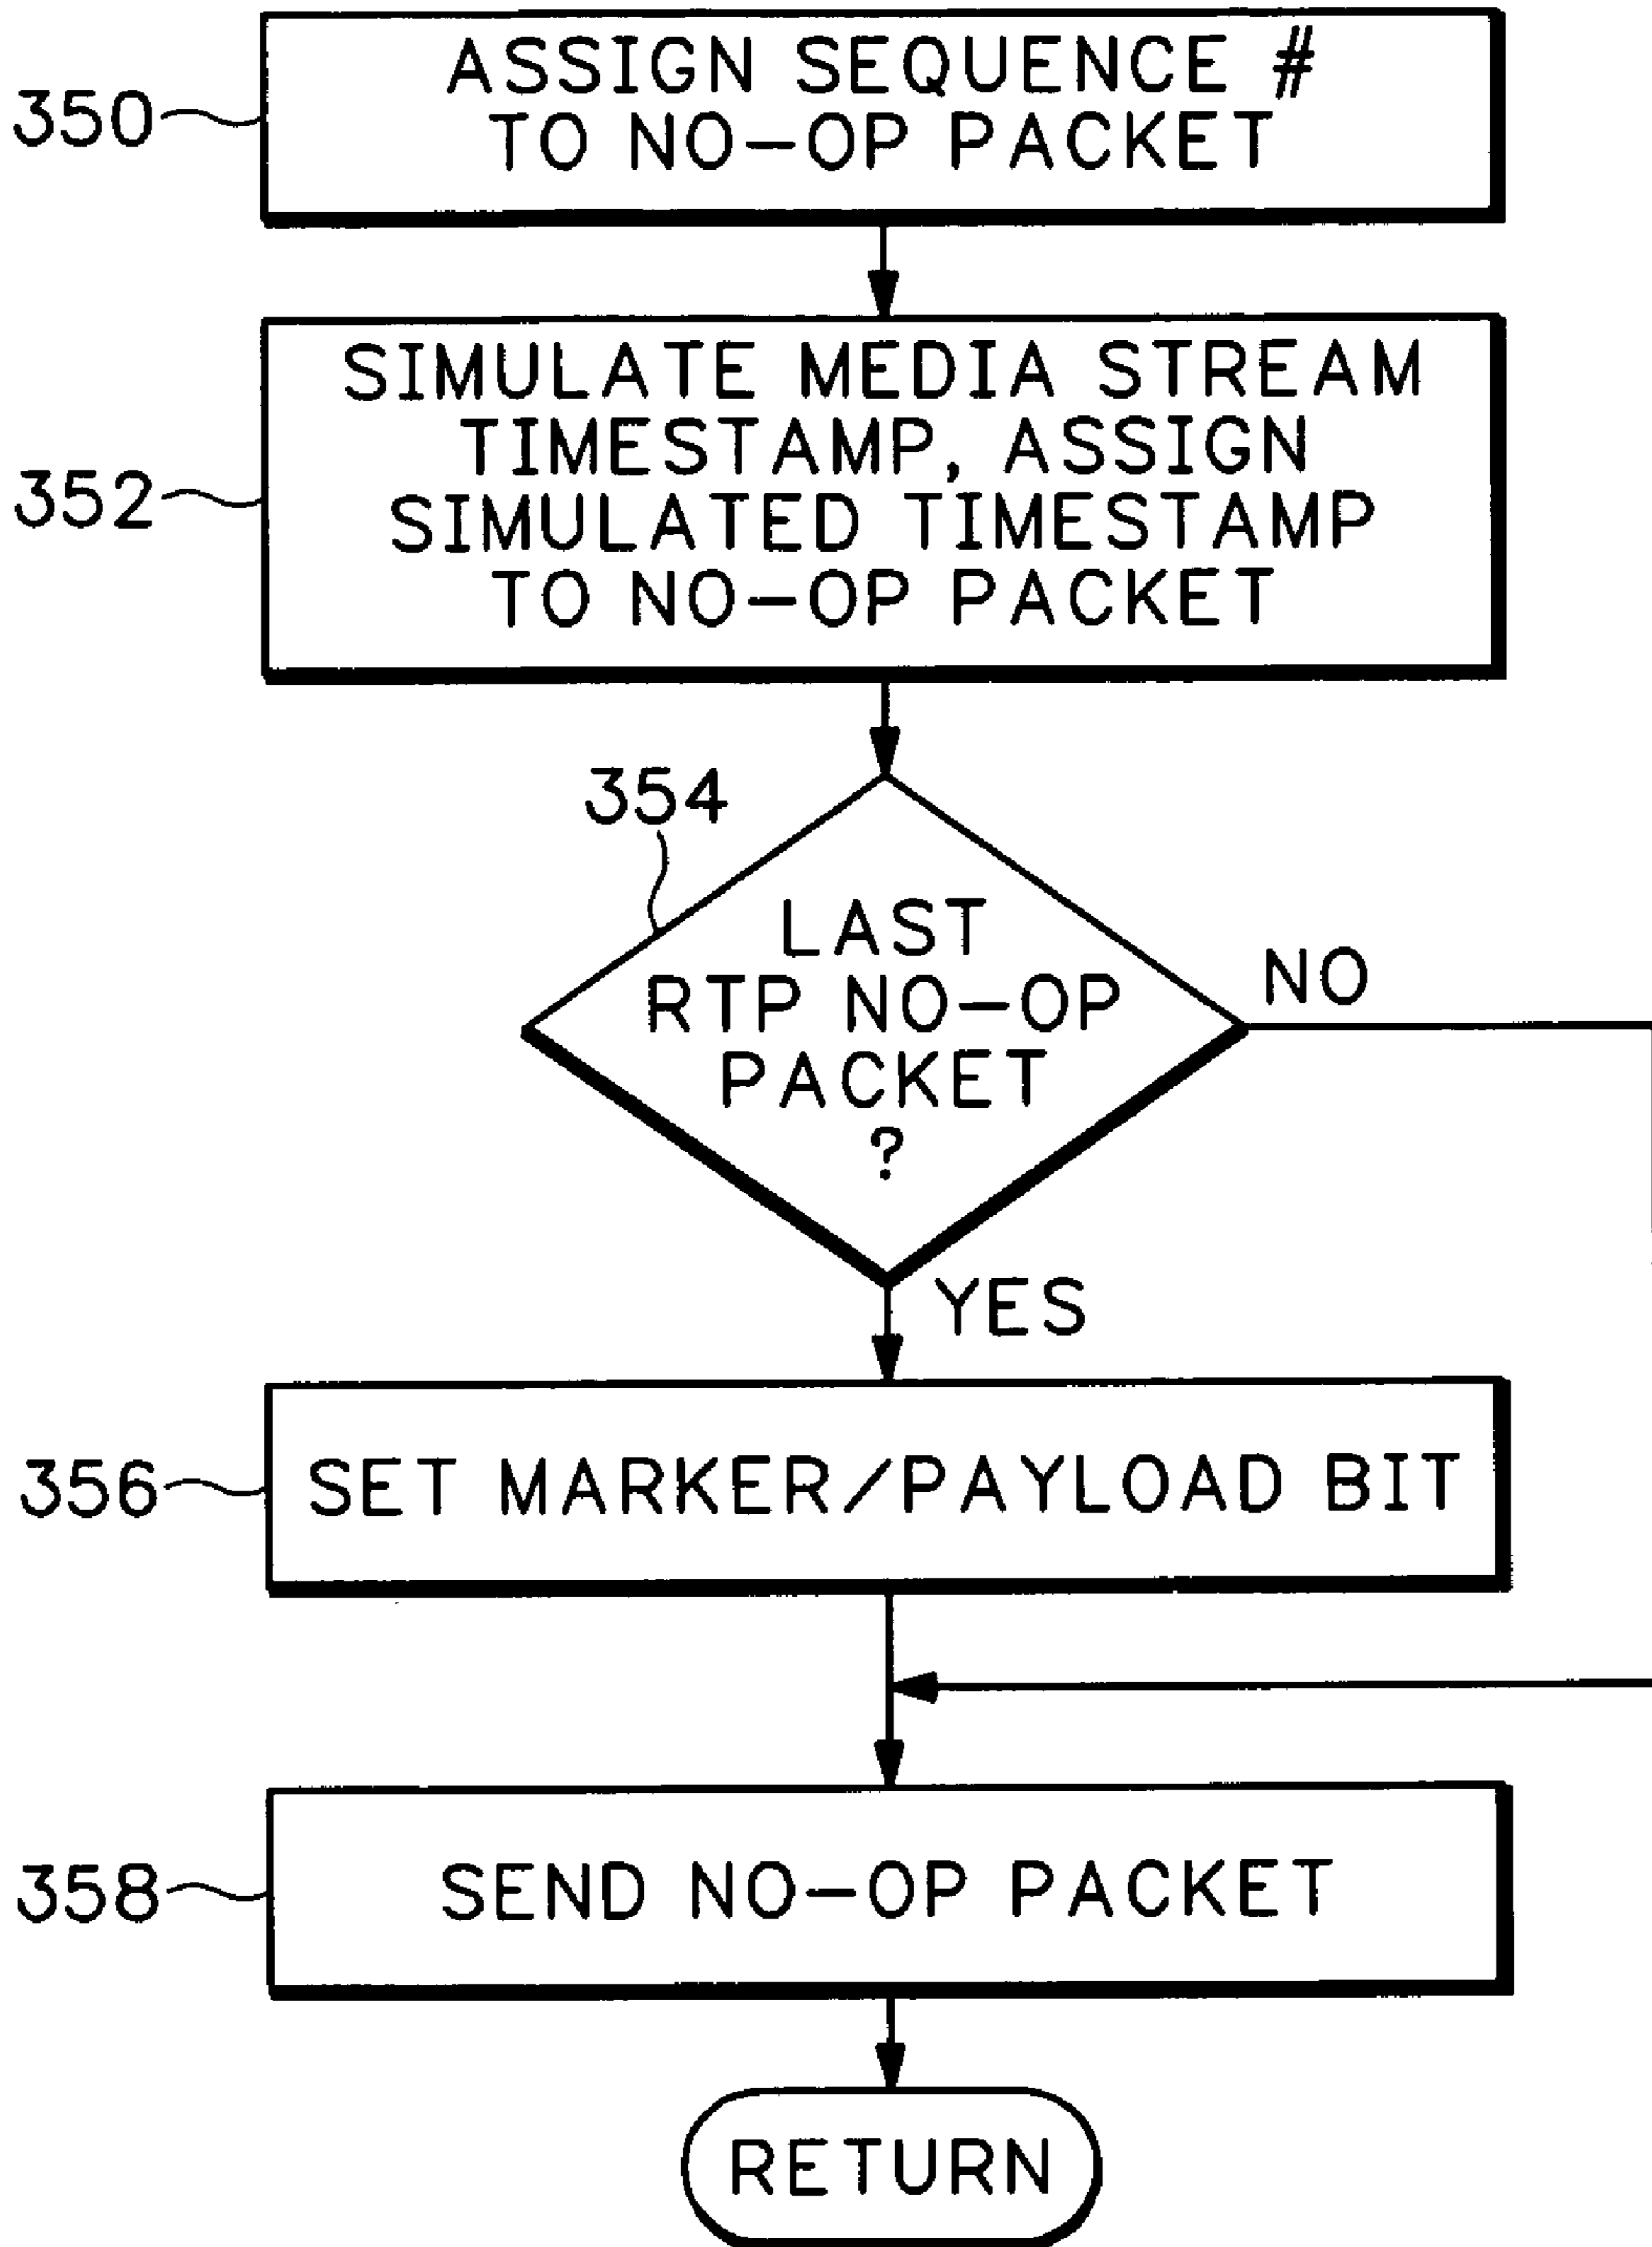 350
ASSIGN SEQUENCE #
TO NO-OP PACKET
352
SIMULATE MEDIA STREAM
TIMESTAMP, ASSIGN
SIMULATED TIMESTAMP
TO NO-OP PACKET
354
LAST
RTP NO-OP
PACKET
?
NO
YES
356
SET MARKER/PAYLOAD BIT
358
SEND NO-OP PACKET
RETURN